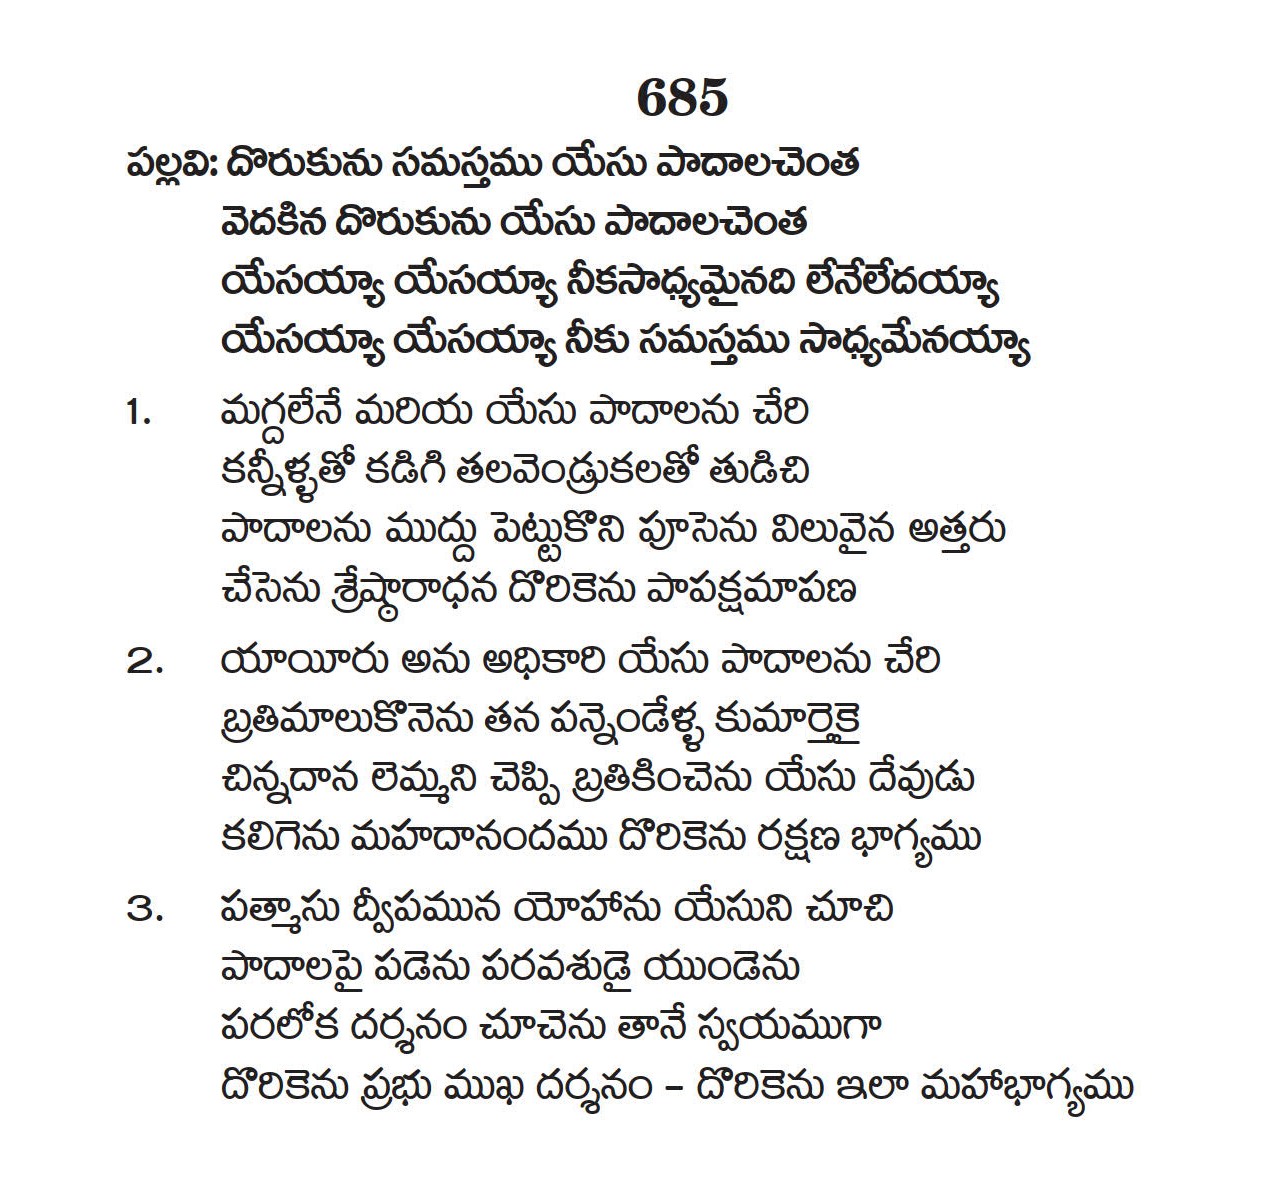 685
పల్లవి: దొరుకును సమస్తము యేసు పాదాలచెంత
వెదకిన దొరుకును యేసు పాదాలచెంత
యేసయ్యా యేసయ్యా నీకసాధ్యమైనది లేనేలేదయ్యా
యేసయ్యా యేసయ్యా నీకు సమస్తము సాధ్యమేనయ్యా
1. మగ్దలేనే మరియ యేసు పాదాలను చేరి
కన్నీళ్ళతో కడిగి తలవెండ్రుకలతో తుడిచి
పాదాలను ముద్దు పెట్టుకొని పూసెను విలువైన అత్తరు
చేసెను శ్రేష్ఠారాధన దొరికెను పాపక్షమాపణ
2. యాయీరు అను అధికారి యేసు పాదాలను చేరి
బ్రతిమాలుకొనెను తన పన్నెండేళ్ళ కుమార్తెకై
చిన్నదాన లెమ్మని చెప్పి బ్రతికించెను యేసు దేవుడు
కలిగెను మహదానందము దొరికెను రక్షణ భాగ్యము
3. పత్మాసు ద్వీపమున యోహాను యేసుని చూచి
పాదాలపై పడెను పరవశుడై యుండెను
పరలోక దర్శనం చూచెను తానే స్వయముగా
దొరికెను ప్రభు ముఖ దర్శనం – దొరికెను ఇలా మహాభాగ్యము